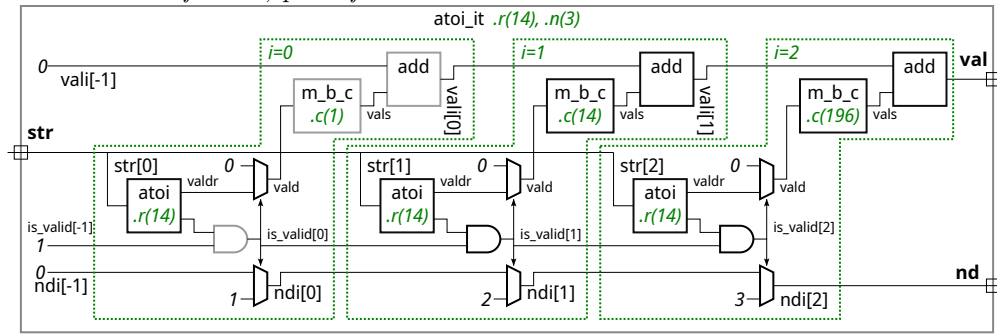 atoi_it .r(14), .n(3)
i=0
i=1
i=2
0
vali[-1]
add
add
add
val
m_b_c
.c(1)
vals
vali[0]
m_b_c
.c(14)
vals
vali[1]
m_b_c
.c(196)
vals
str
str[0]
0
valdr
vald
str[1]
0
valdr
vald
str[2]
0
valdr
vald
atoi
.r(14)
atoi
.r(14)
atoi
.r(14)
is_valid[-1]
1
is_valid[0]
is_valid[1]
is_valid[2]
0
ndi[-1]
1
ndi[0]
2
ndi[1]
3
ndi[2]
nd